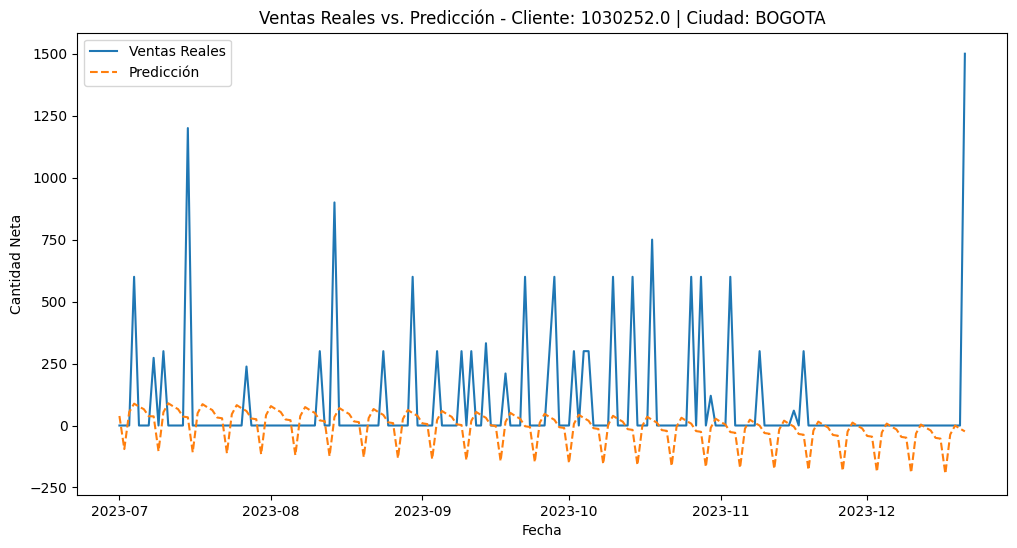 Ventas Reales vs. Predicción - Cliente: 1030252.0 | Ciudad: BOGOTA
Ventas Reales
Predicción
Cantidad Neta
1500
1250
1000
750
500
250
0
−250
2023-07
2023-08
2023-09
2023-10
2023-11
2023-12
Fecha